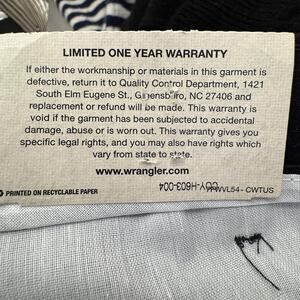 LIMITED ONE YEAR WARRANTY
If either the workmanship or materials in this garment is
defective, return it to Quality Control Department, 1421
South Elm Eugene St., Greensboro, NC 27406 and
replacement or refund will be made. This warranty is
void if the garment has been subjected to accidental
damage, abuse or is worn out. This warranty gives you
specific legal rights, and you may also have rights which
vary from state to state.
www.wrangler.com
PRINTED ON RECYCLABLE PAPER
CWTUS